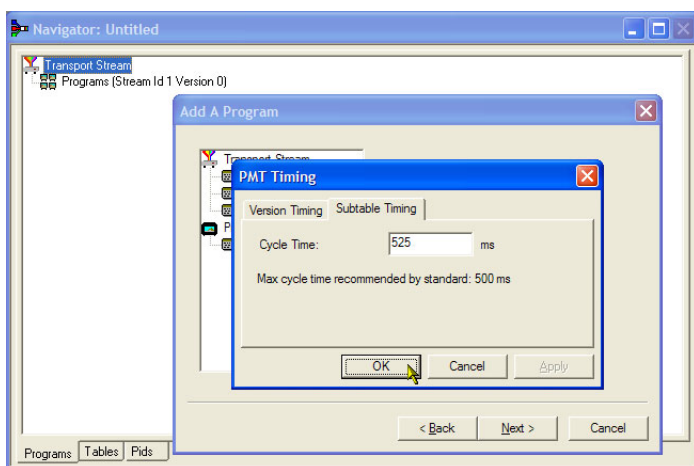 Navigator: Untitled
Transport Stream
Programs (Stream Id 1 Version 0)
Add A Program
PMT Timing
Version Timing Subtable Timing
Cycle Time: 525 ms
Max cycle time recommended by standard: 500 ms
OK Cancel Apply
< Back Next > Cancel
Programs Tables Pids